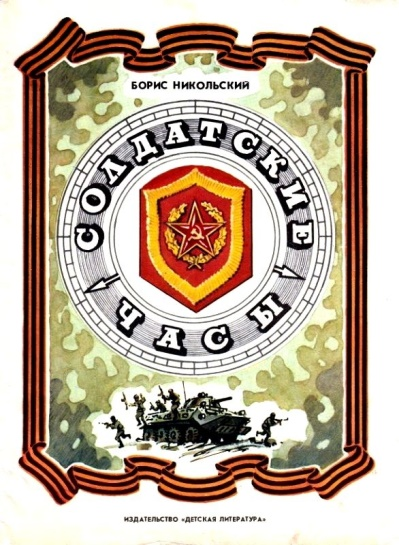 БОРИС НИКОЛЬСКИЙ
СОЛДАТСКИЕ
ЧАСЫ
ИЗДАТЕЛЬСТВО «ДЕТСКАЯ ЛИТЕРАТУРА»